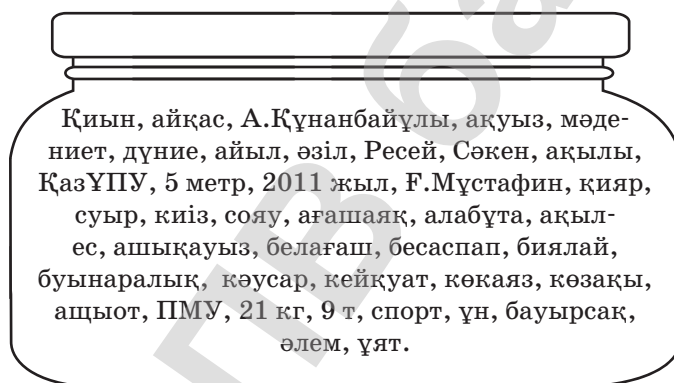 Қиын, айқас, А.Құнанбайұлы, ақуыз, мәде-
ниет, дүние, айыл, әзіл, Ресей, Сәкен, ақылы,
ҚазҰПУ, 5 метр, 2011 жыл, Ғ.Мұстафин, қияр,
суыр, киіз, сояу, ағашаяқ, алабұта, ақыл-
ес, ашықауыз, белағаш, бесаспап, биялай,
буынаралық, кәусар, кейқуат, көкаяз, көзақы,
ащыот, ПМУ, 21 кг, 9 т, спорт, ұн, бауырсақ,
әлем, ұят.